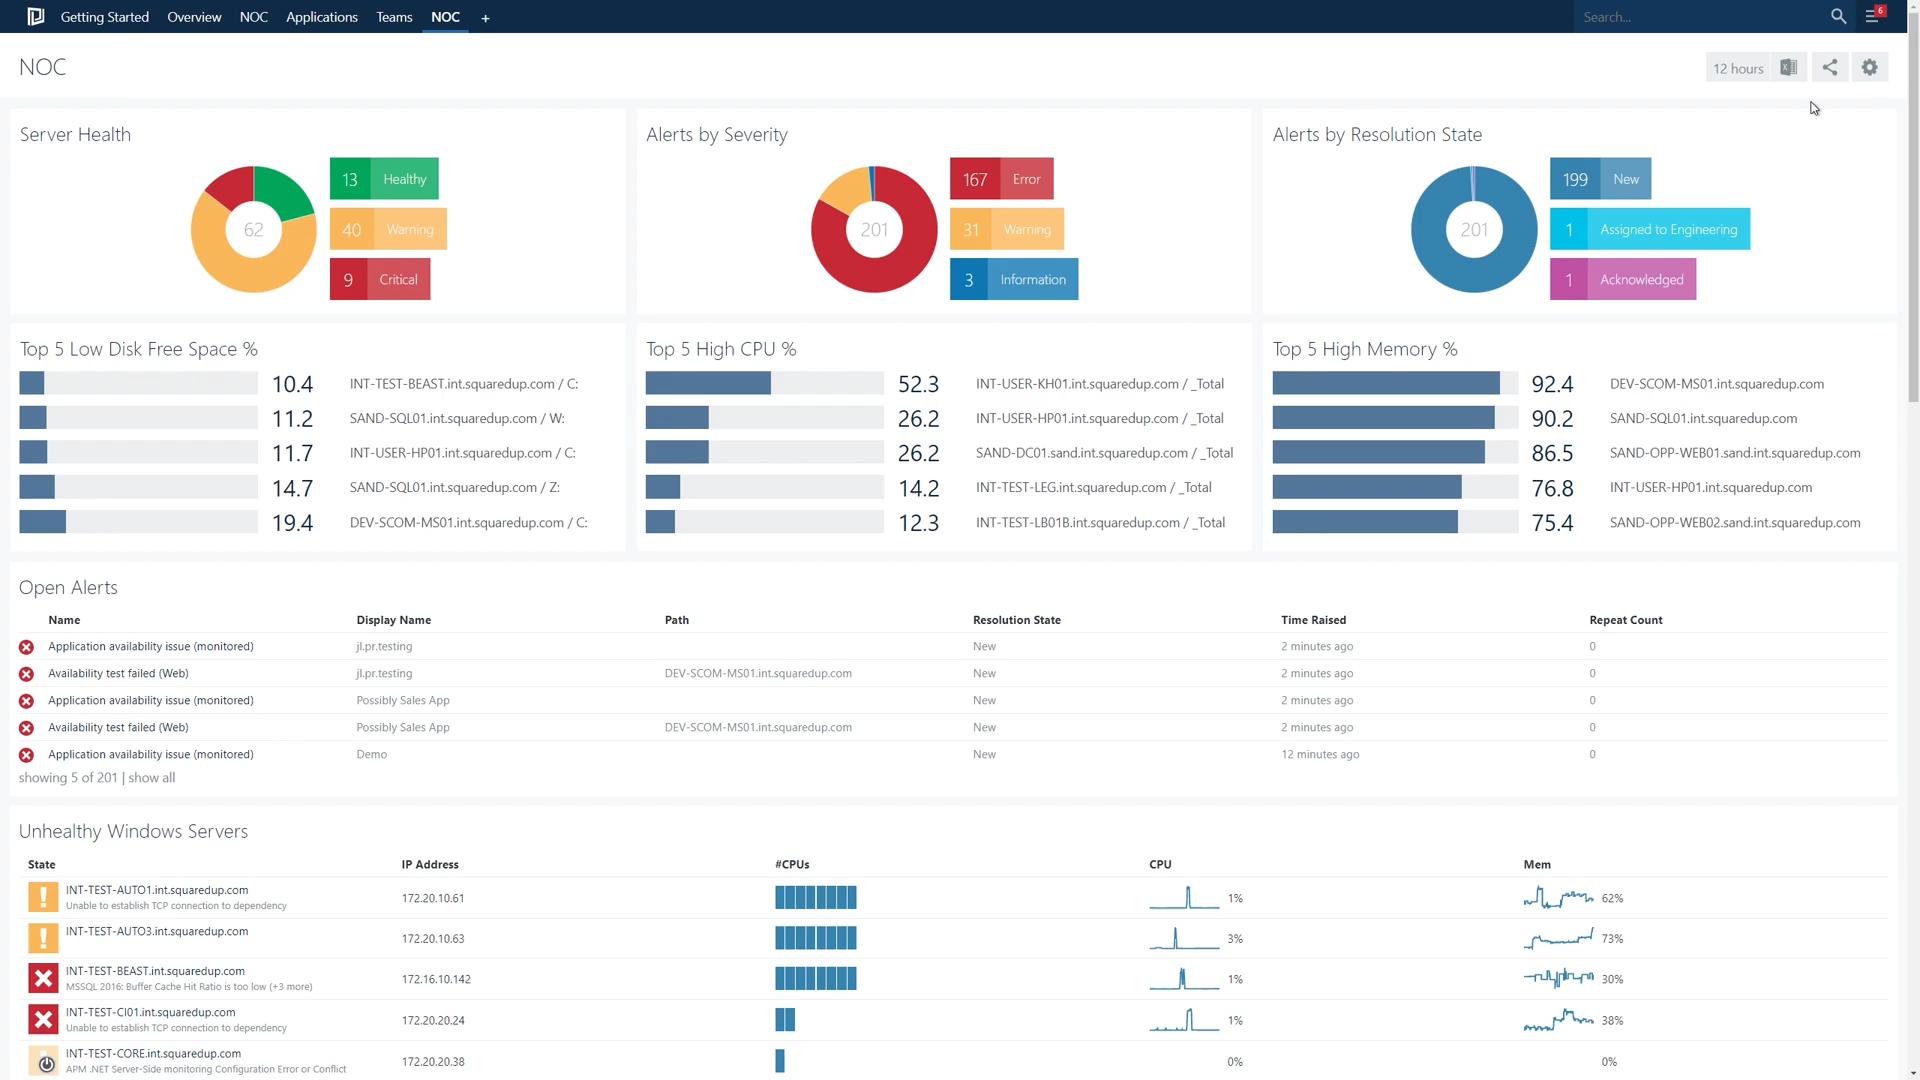 Getting Started Overview NOC Applications Teams NOC + Search... 6
NOC
12 hours
Server Health
62
13 Healthy
40 Warning
9 Critical
Alerts by Severity
201
167 Error
31 Warning
3 Information
Alerts by Resolution State
201
199 New
1 Assigned to Engineering
1 Acknowledged
Top 5 Low Disk Free Space %
10.4 INT-TEST-BEAST.int.squaredup.com / C:
11.2 SAND-SQL01.int.squaredup.com / W:
11.7 INT-USER-HP01.int.squaredup.com / C:
14.7 SAND-SQL01.int.squaredup.com / Z:
19.4 DEV-SCOM-MS01.int.squaredup.com / C:
Top 5 High CPU %
52.3 INT-USER-KH01.int.squaredup.com / _Total
26.2 INT-USER-HP01.int.squaredup.com / _Total
26.2 SAND-DC01.sand.int.squaredup.com / _Total
14.2 INT-TEST-LEG.int.squaredup.com / _Total
12.3 INT-TEST-LB01B.int.squaredup.com / _Total
Top 5 High Memory %
92.4 DEV-SCOM-MS01.int.squaredup.com
90.2 SAND-SQL01.int.squaredup.com
86.5 SAND-OPP-WEB01.sand.int.squaredup.com
76.8 INT-USER-HP01.int.squaredup.com
75.4 SAND-OPP-WEB02.sand.int.squaredup.com
Open Alerts
Name Display Name Path Resolution State Time Raised Repeat Count
Application availability issue (monitored) jl.pr.testing New 2 minutes ago 0
Availability test failed (Web) jl.pr.testing DEV-SCOM-MS01.int.squaredup.com New 2 minutes ago 0
Application availability issue (monitored) Possibly Sales App New 2 minutes ago 0
Availability test failed (Web) Possibly Sales App DEV-SCOM-MS01.int.squaredup.com New 2 minutes ago 0
Application availability issue (monitored) Demo New 12 minutes ago 0
showing 5 of 201 | show all
Unhealthy Windows Servers
State IP Address #CPUs CPU Mem
INT-TEST-AUTO1.int.squaredup.com 172.20.10.61 1% 62%
Unable to establish TCP connection to dependency
INT-TEST-AUTO3.int.squaredup.com 172.20.10.63 3% 73%
INT-TEST-BEAST.int.squaredup.com 172.16.10.142 1% 30%
MSSQL 2016: Buffer Cache Hit Ratio is too low (+3 more)
INT-TEST-CI01.int.squaredup.com 172.20.20.24 1% 38%
Unable to establish TCP connection to dependency
INT-TEST-CORE.int.squaredup.com 172.20.20.38 0% 0%
APM .NET Server-Side monitoring Configuration Error or Conflict